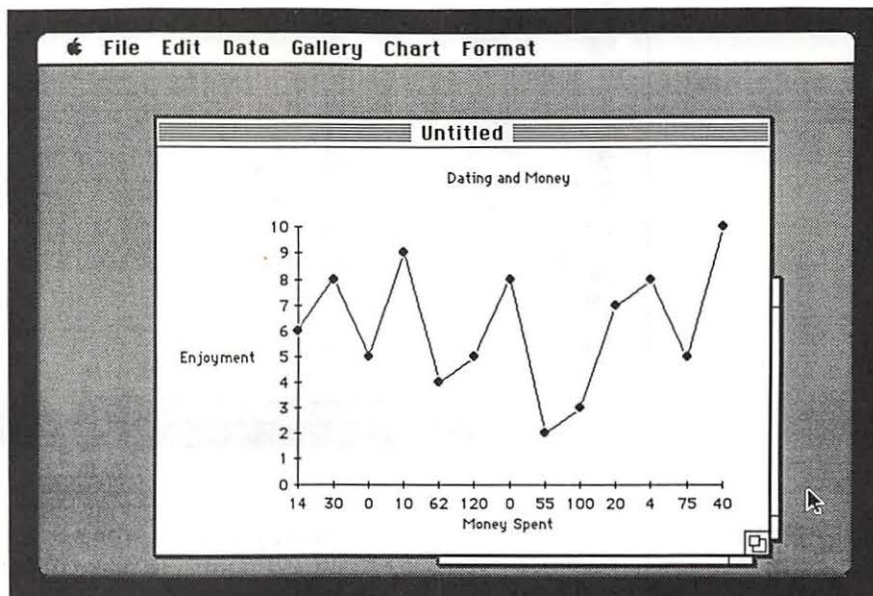 File Edit Data Gallery Chart Format
Untitled
Dating and Money
10
9
8
7
6
5
4
3
2
1
0
Enjoyment
14 30 0 10 62 120 0 55 100 20 4 75 40
Money Spent